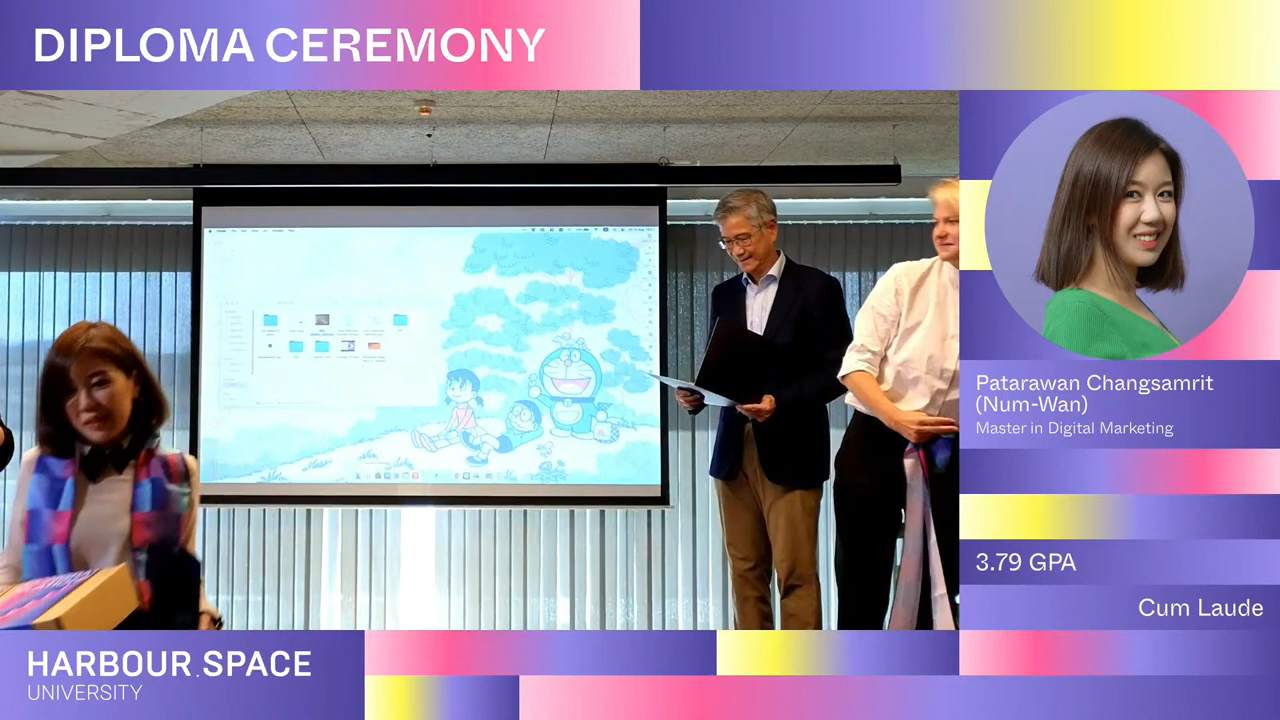 DIPLOMA CEREMONY
Patarawan Changsamrit
(Num-Wan)
Master in Digital Marketing
3.79 GPA
Cum Laude
HARBOUR.SPACE
UNIVERSITY